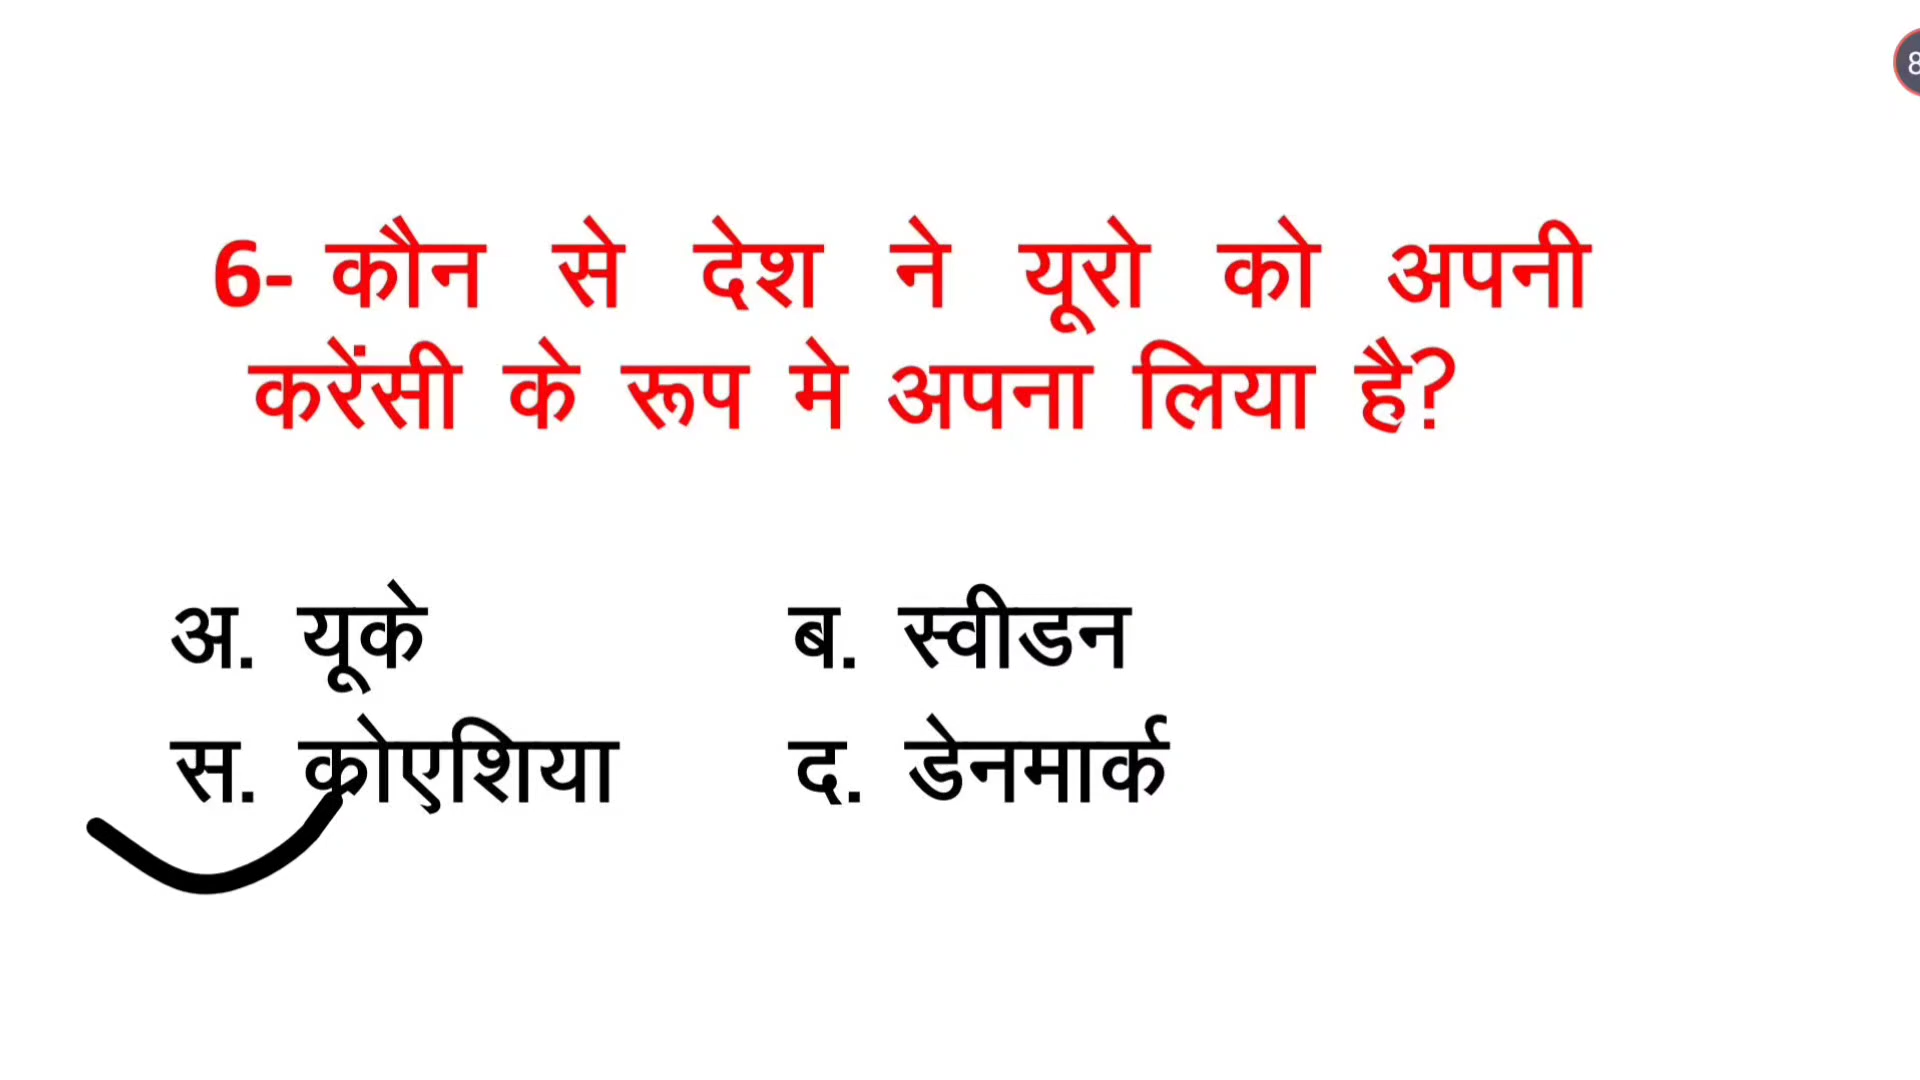 6- कौन से देश ने यूरो को अपनी
करेंसी के रूप मे अपना लिया है?
अ. यूके ब. स्वीडन
स. कोएशिया द. डेनमार्क